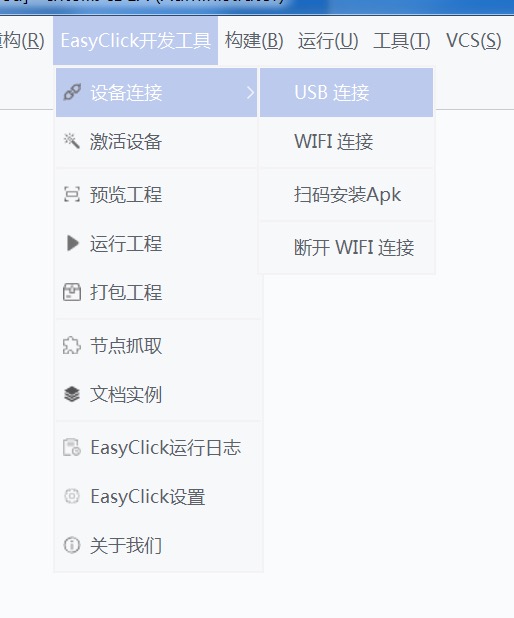 构(R) EasyClick开发工具 构建(B) 运行(U) 工具(T) VCS(S)
设备连接
USB 连接
激活设备
WIFI 连接
预览工程
扫码安装Apk
运行工程
断开 WIFI 连接
打包工程
节点抓取
文档实例
EasyClick运行日志
EasyClick设置
关于我们